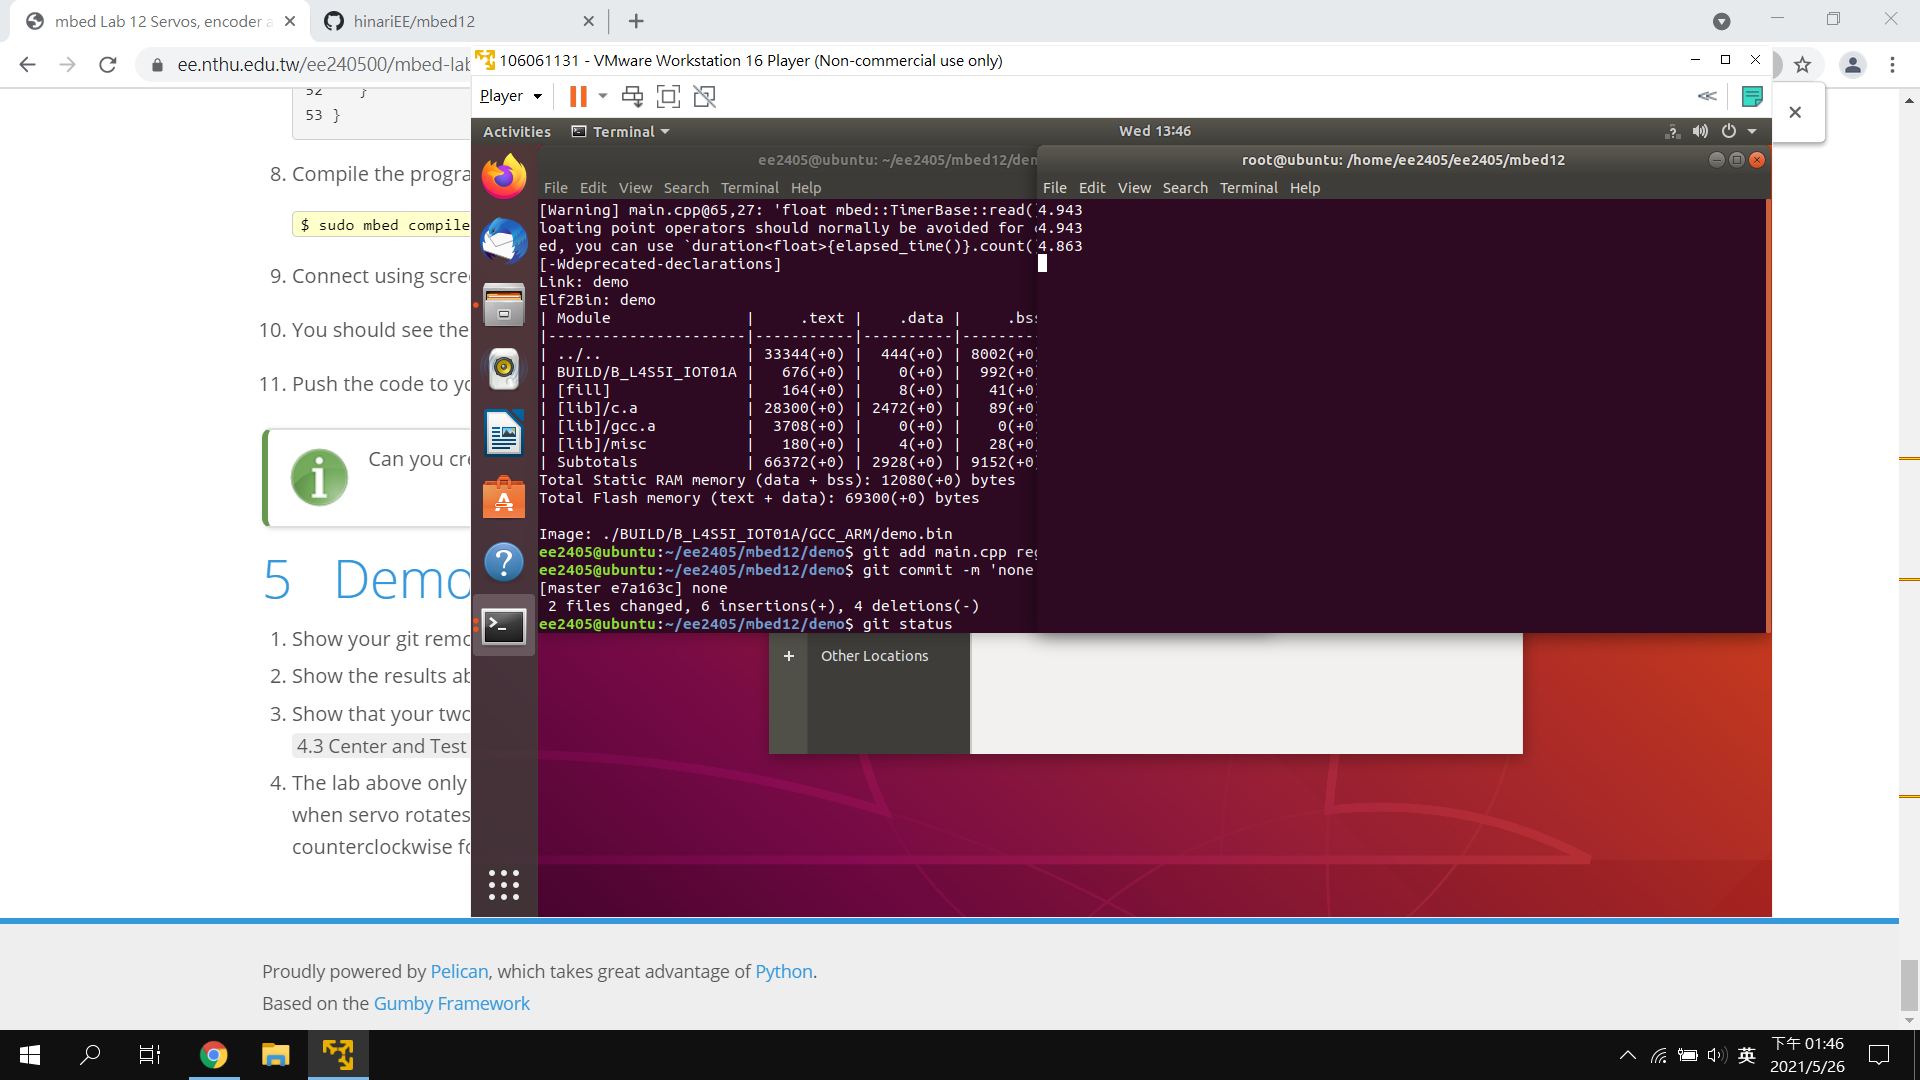 mbed Lab 12 Servos, encoder a
hinariEE/mbed12
ee.nthu.edu.tw/ee240500/mbed-lab
106061131 - VMware Workstation 16 Player (Non-commercial use only)
Player
Activities
Terminal
Wed 13:46
ee2405@ubuntu: ~/ee2405/mbed12/den
File Edit View Search Terminal Help
[Warning] main.cpp@65,27: 'float mbed::TimerBase::read(
loating point operators should normally be avoided for
ed, you can use `duration<float>{elapsed_time()}.count(
[-Wdeprecated-declarations]
Link: demo
Elf2Bin: demo
| Module | .text | .data | .bss
|----------------------|-----------|----------|---------
| ../.. | 33344(+0) | 444(+0) | 8002(+0
| BUILD/B_L4S5I_IOT01A | 676(+0) | 0(+0) | 992(+0
| [fill] | 164(+0) | 8(+0) | 41(+0
| [lib]/c.a | 28300(+0) | 2472(+0) | 89(+0
| [lib]/gcc.a | 3708(+0) | 0(+0) | 0(+0
| [lib]/misc | 180(+0) | 4(+0) | 28(+0
| Subtotals | 66372(+0) | 2928(+0) | 9152(+0
Total Static RAM memory (data + bss): 12080(+0) bytes
Total Flash memory (text + data): 69300(+0) bytes
Image: ./BUILD/B_L4S5I_IOT01A/GCC_ARM/demo.bin
ee2405@ubuntu:~/ee2405/mbed12/demo$ git add main.cpp reg
ee2405@ubuntu:~/ee2405/mbed12/demo$ git commit -m 'none
[master e7a163c] none
2 files changed, 6 insertions(+), 4 deletions(-)
ee2405@ubuntu:~/ee2405/mbed12/demo$ git status
root@ubuntu: /home/ee2405/ee2405/mbed12
File Edit View Search Terminal Help
4.943
4.943
4.863
+ Other Locations
52 }
53 }
8. Compile the progra
$ sudo mbed compile
9. Connect using scre
10. You should see the
11. Push the code to yo
Can you cre
5 Demo
1. Show your git remo
2. Show the results ab
3. Show that your two
4.3 Center and Test
4. The lab above only
when servo rotates
counterclockwise fo
Proudly powered by Pelican, which takes great advantage of Python.
Based on the Gumby Framework
英
下午 01:46
2021/5/26